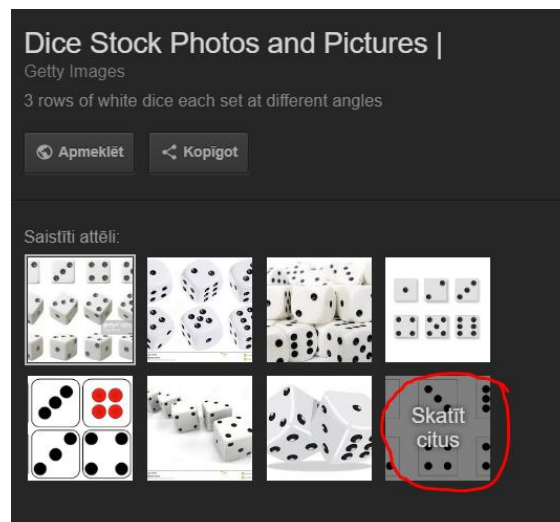 Dice Stock Photos and Pictures |
Getty Images
3 rows of white dice each set at different angles
Apmeklēt Kopīgot
Saistīti attēli:
Skatīt
citus